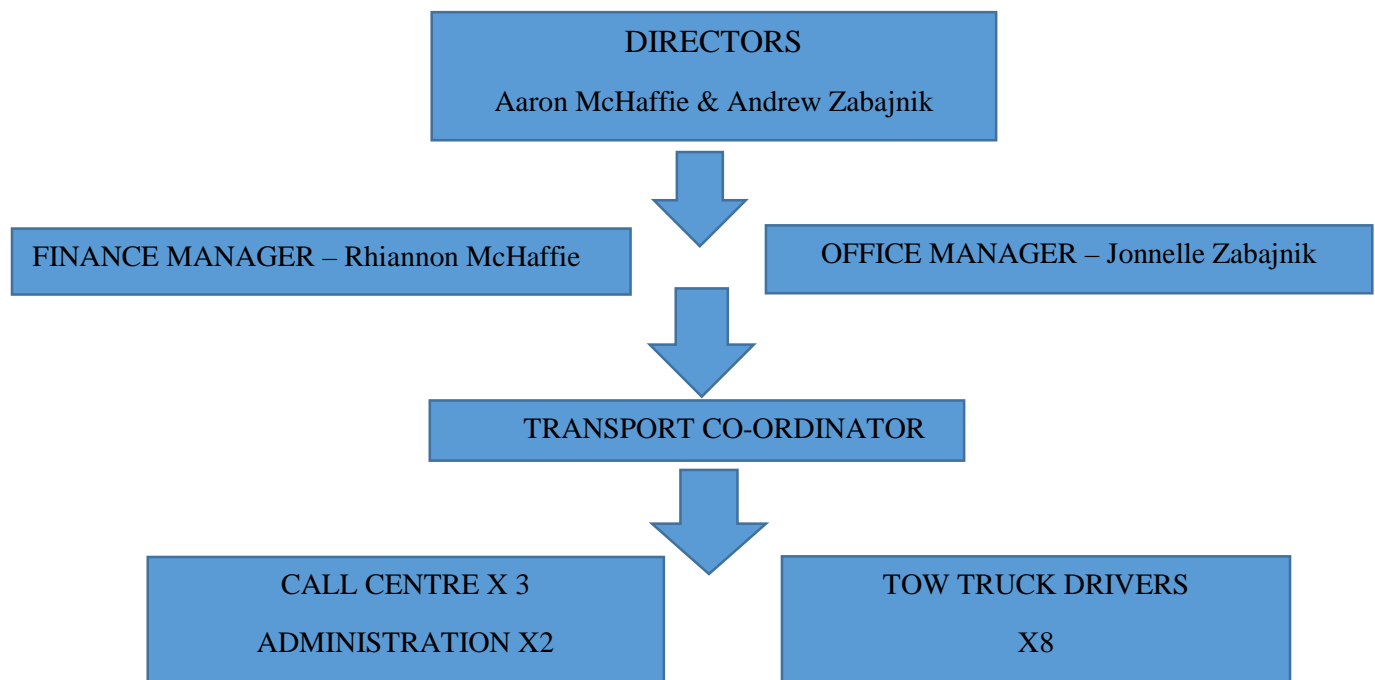 DIRECTORS
Aaron McHaffie & Andrew Zabajnik
FINANCE MANAGER – Rhiannon McHaffie
OFFICE MANAGER – Jonnelle Zabajnik
TRANSPORT CO-ORDINATOR
CALL CENTRE X 3
ADMINISTRATION X2
TOW TRUCK DRIVERS
X8